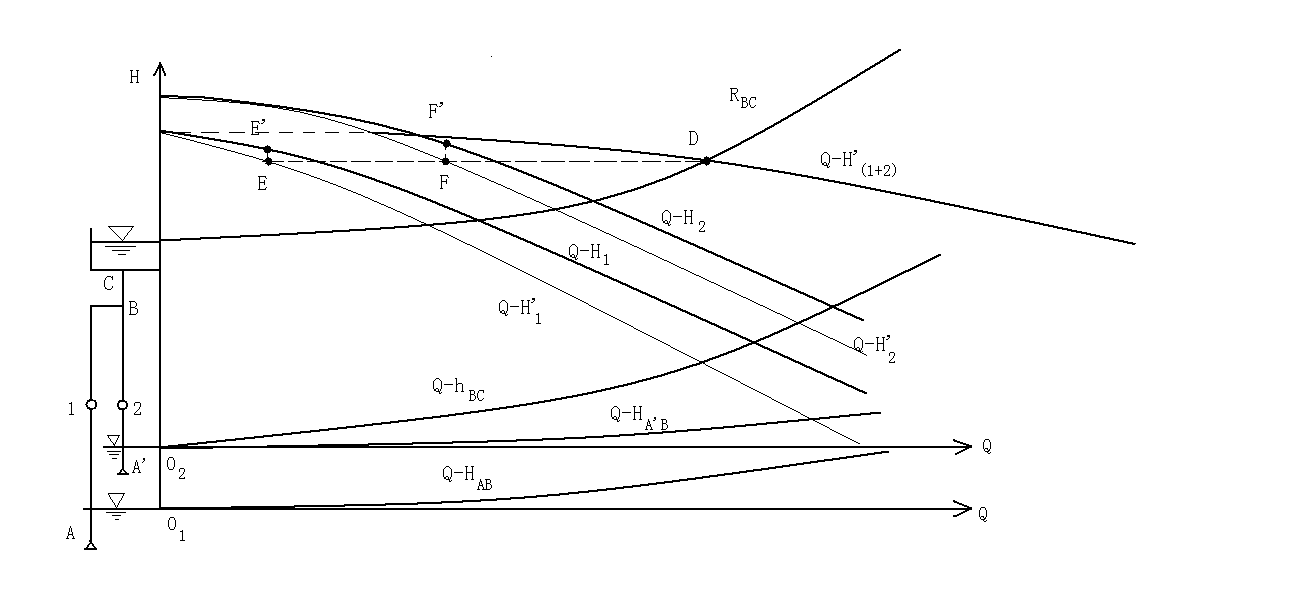 H
R_BC
F'
E'
D
Q-H'_(1+2)
E
F
Q-H_2
Q-H_1
C
B
Q-H'_1
Q-H'_2
Q-h_BC
1
2
Q-H_A'B
Q
A'
O_2
Q-H_AB
Q
A
O_1